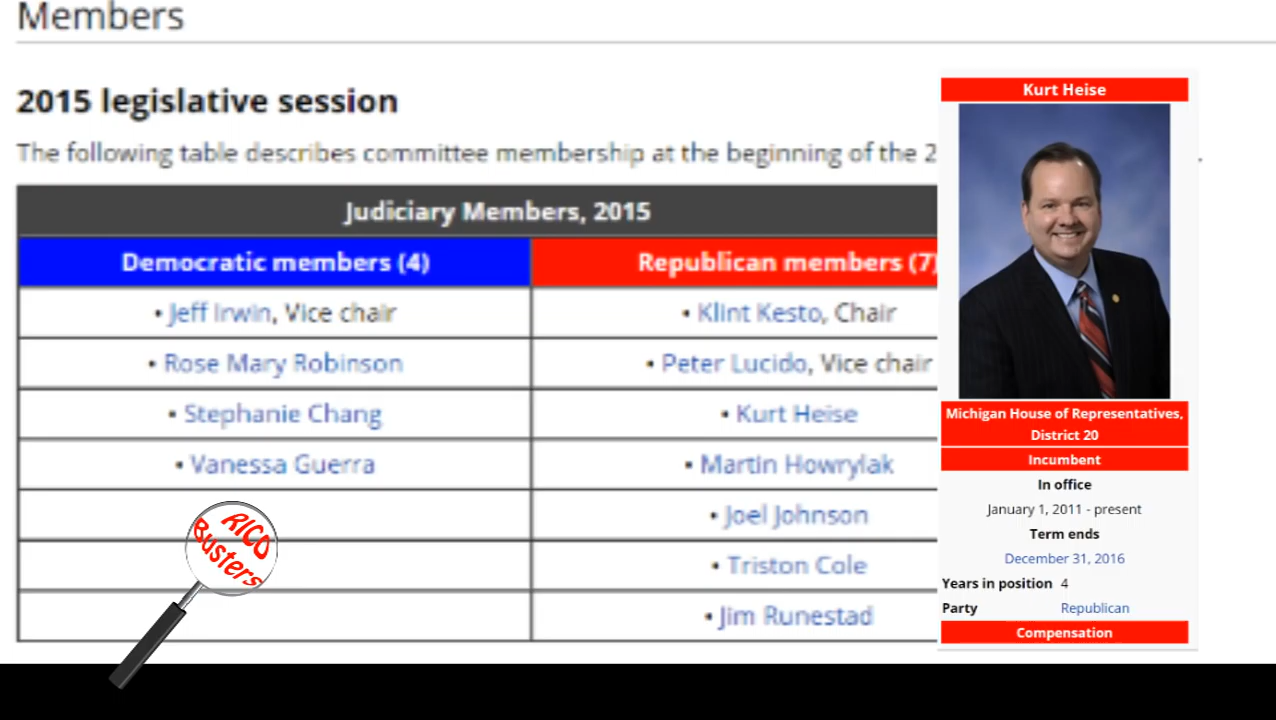 Members
2015 legislative session
The following table describes committee membership at the beginning of the 2
.
Judiciary Members, 2015
Democratic members (4)
Republican members (7)
• Jeff Irwin, Vice chair
• Klint Kesto, Chair
• Rose Mary Robinson
• Peter Lucido, Vice chair
• Stephanie Chang
• Kurt Heise
• Vanessa Guerra
• Martin Howrylak
• Joel Johnson
• Triston Cole
• Jim Runestad
RICO
Busters
Kurt Heise
Michigan House of Representatives,
District 20
Incumbent
In office
January 1, 2011 - present
Term ends
December 31, 2016
Years in position 4
Party Republican
Compensation